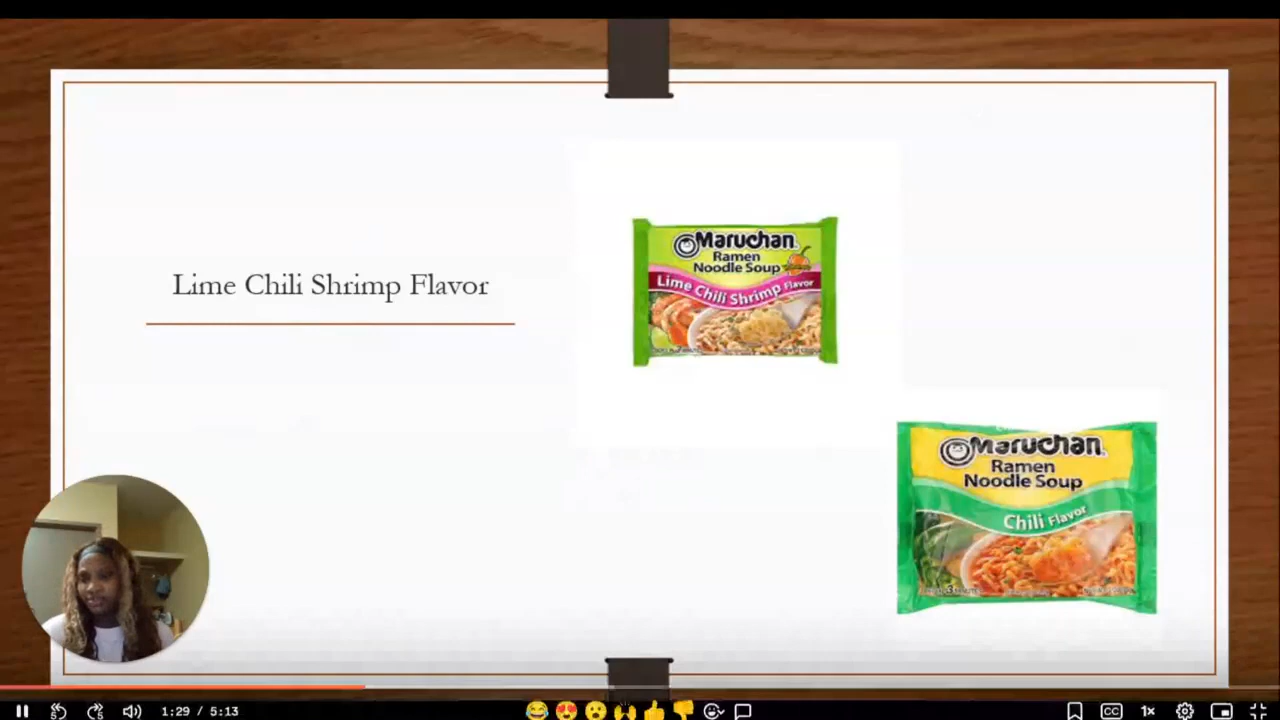 Lime Chili Shrimp Flavor
Maruchan
Ramen
Noodle Soup
Lime Chili Shrimp Flavor
Maruchan
Ramen
Noodle Soup
Chili Flavor
1:29 / 5:13
CC
1x